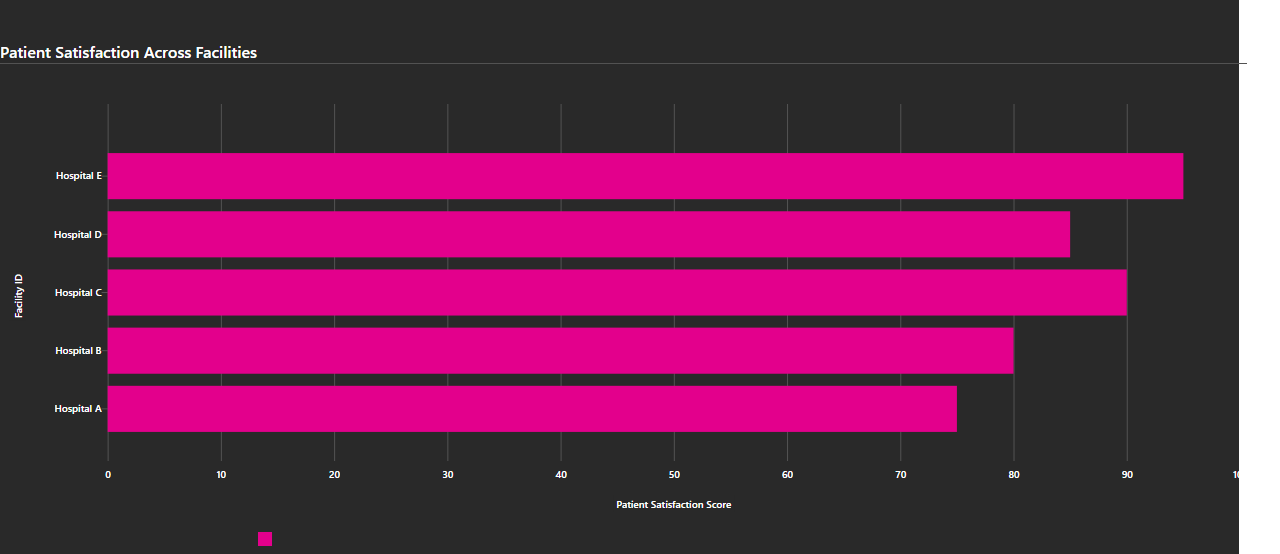 Patient Satisfaction Across Facilities
Hospital E
Hospital D
Hospital C
Hospital B
Hospital A
Facility ID
0 10 20 30 40 50 60 70 80 90
Patient Satisfaction Score